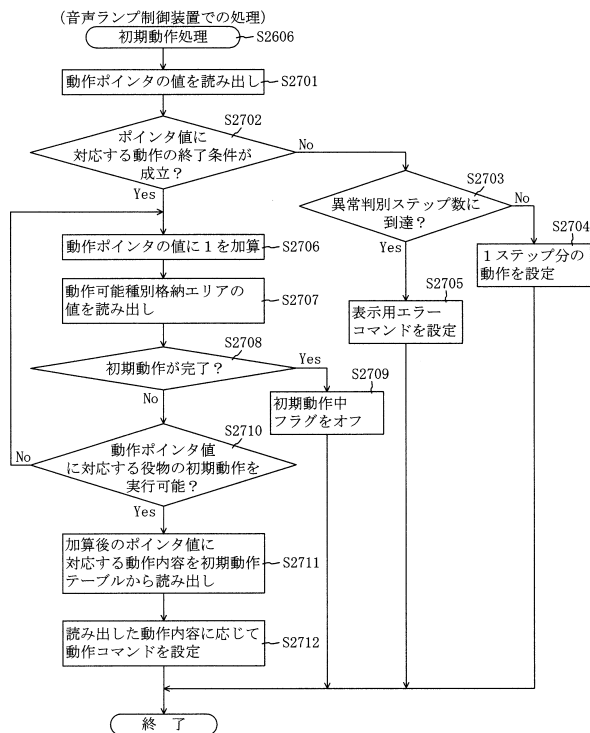 (音声ランプ制御装置での処理)
初期動作処理
S2606
動作ポインタの値を読み出し
S2701
S2702
ポインタ値に
対応する動作の終了条件が
成立?
No
Yes
S2703
異常判別ステップ数に
到達?
No
Yes
S2704
1ステップ分の
動作を設定
S2705
表示用エラー
コマンドを設定
動作ポインタの値に1を加算
S2706
動作可能種別格納エリアの
値を読み出し
S2707
S2708
初期動作が完了?
Yes
No
S2709
初期動作中
フラグをオフ
S2710
動作ポインタ値
に対応する役物の初期動作を
実行可能?
No
Yes
加算後のポインタ値に
対応する動作内容を初期動作
テーブルから読み出し
S2711
読み出した動作内容に応じて
動作コマンドを設定
S2712
終 了